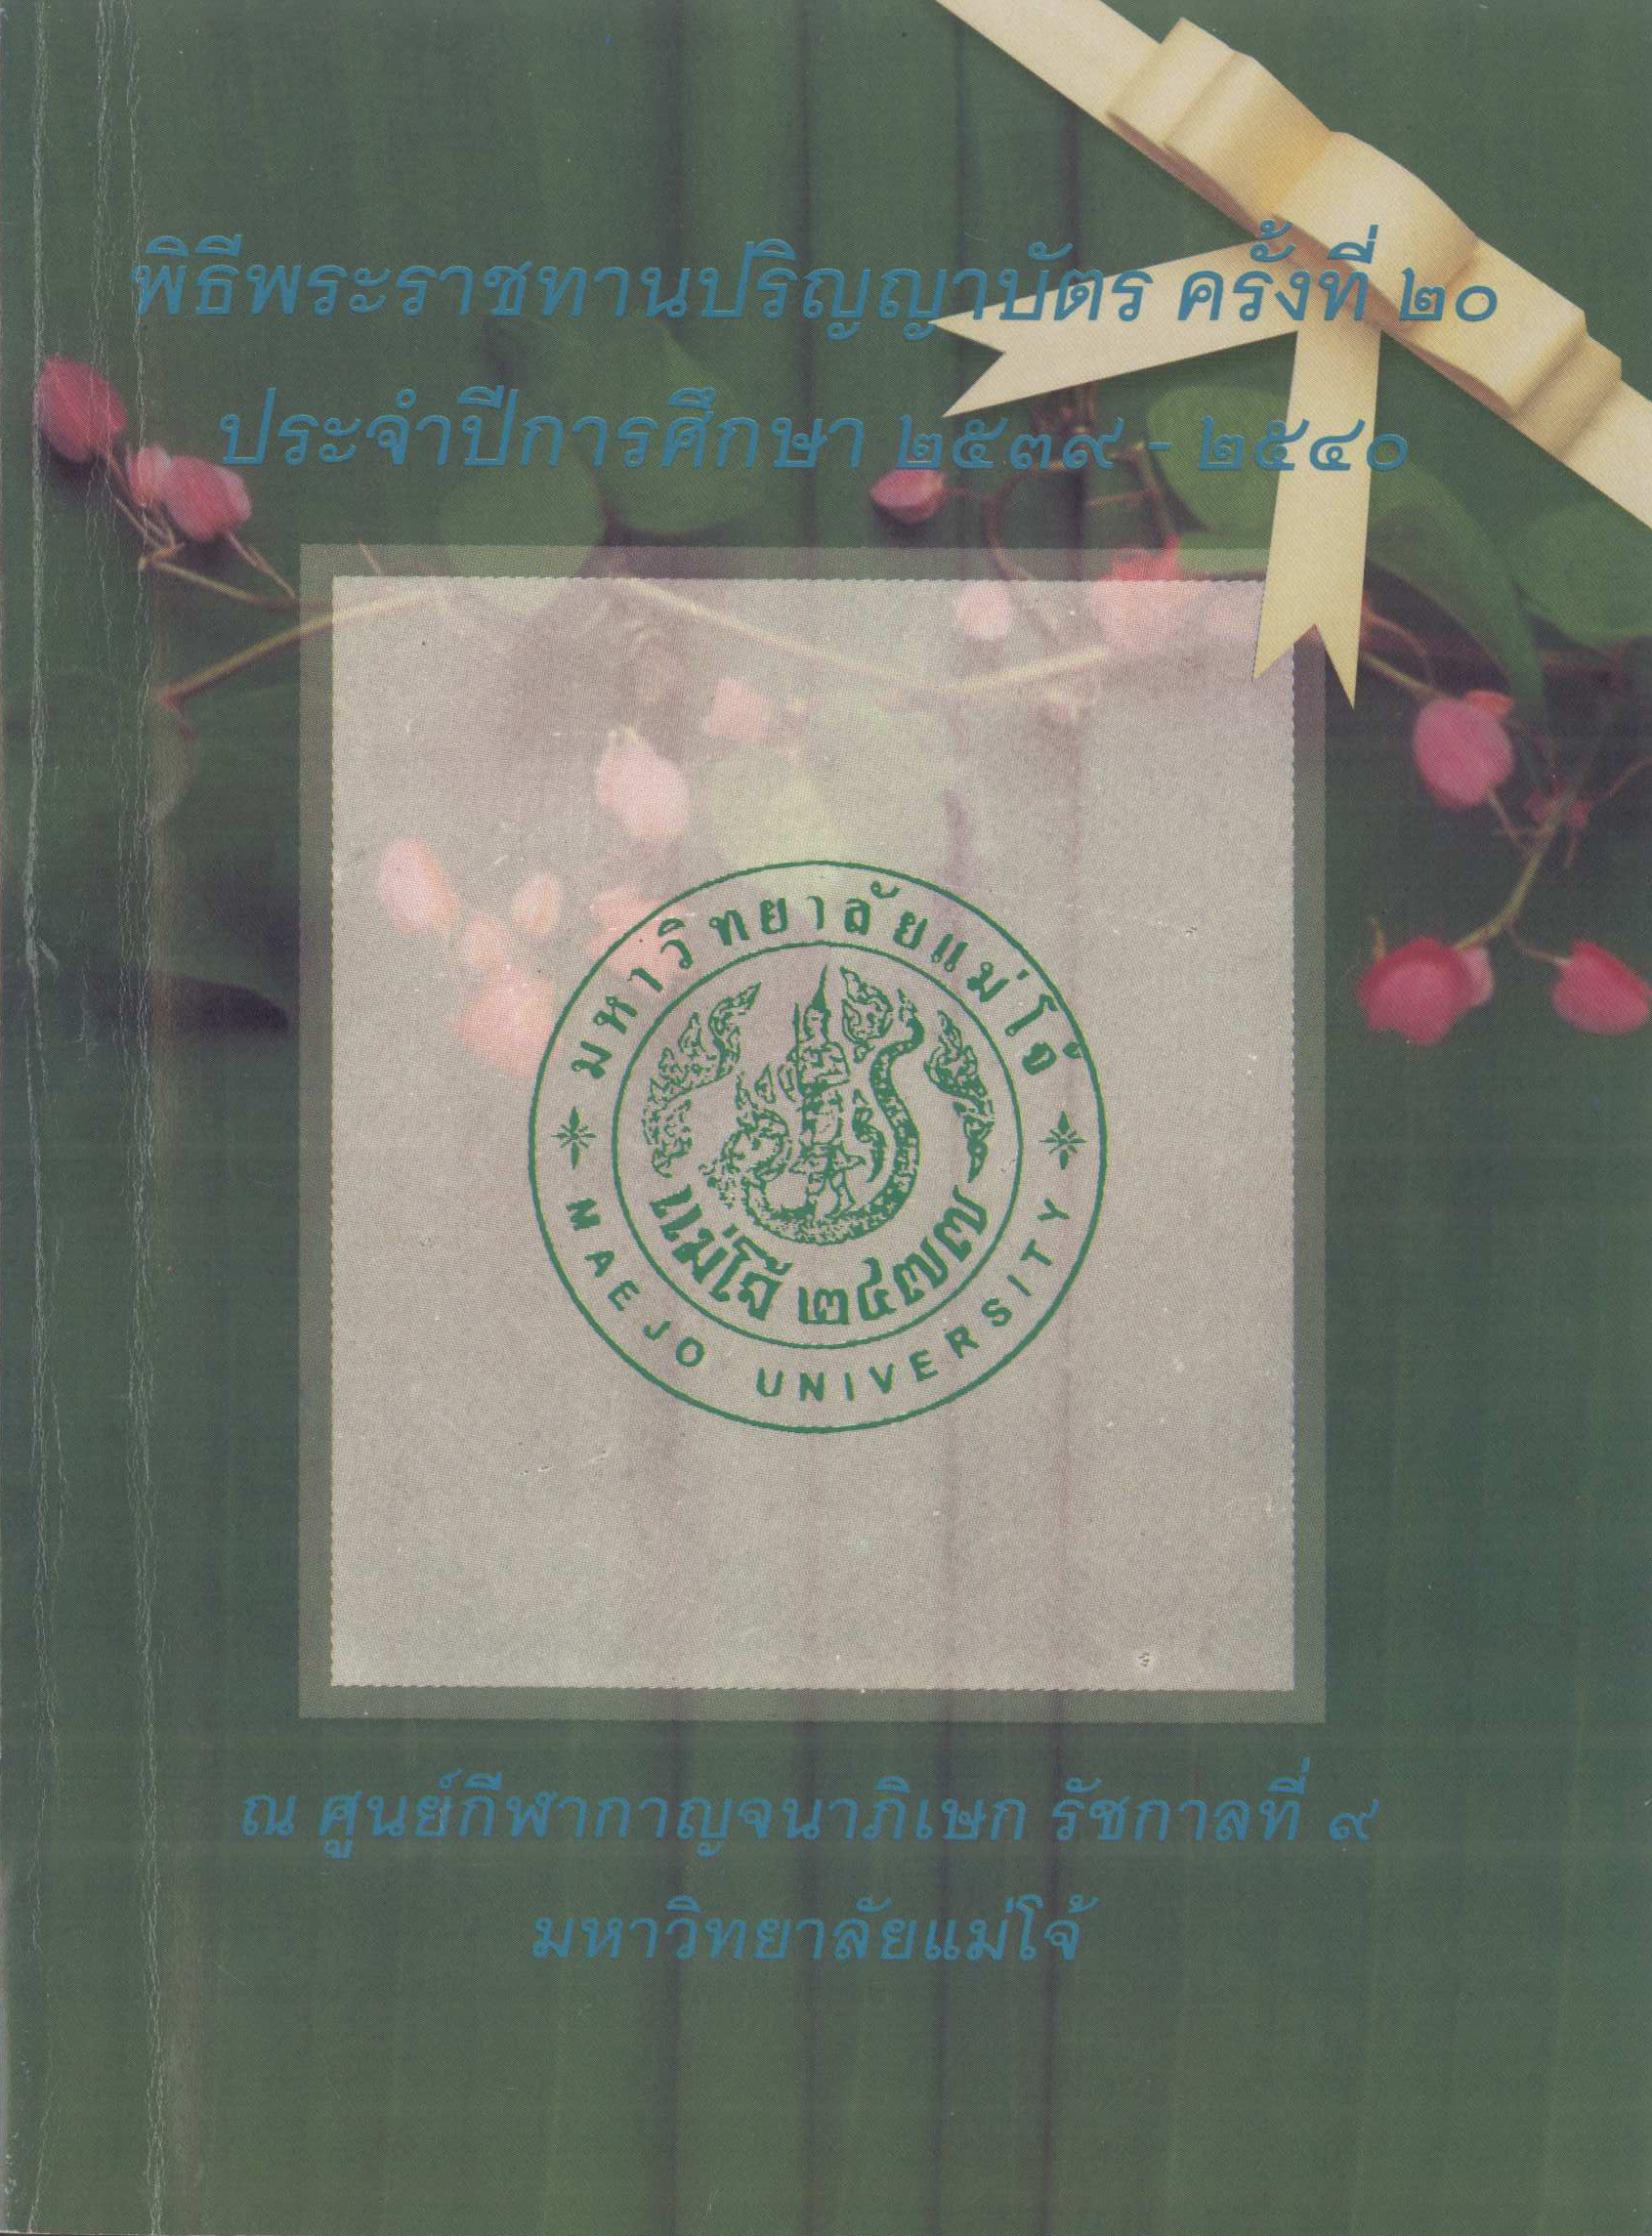 พิธีพระราชทานปริญญาบัตร ครั้งที่ ๒๐
ประจำปีการศึกษา ๒๕๓๙ - ๒๕๔๐
มหาวิทยาลัยแม่โจ้
แม่โจ้ ๒๔๗๗
MAEJO UNIVERSITY
ณ ศูนย์กีฬากาญจนาภิเษก รัชกาลที่ ๙
มหาวิทยาลัยแม่โจ้